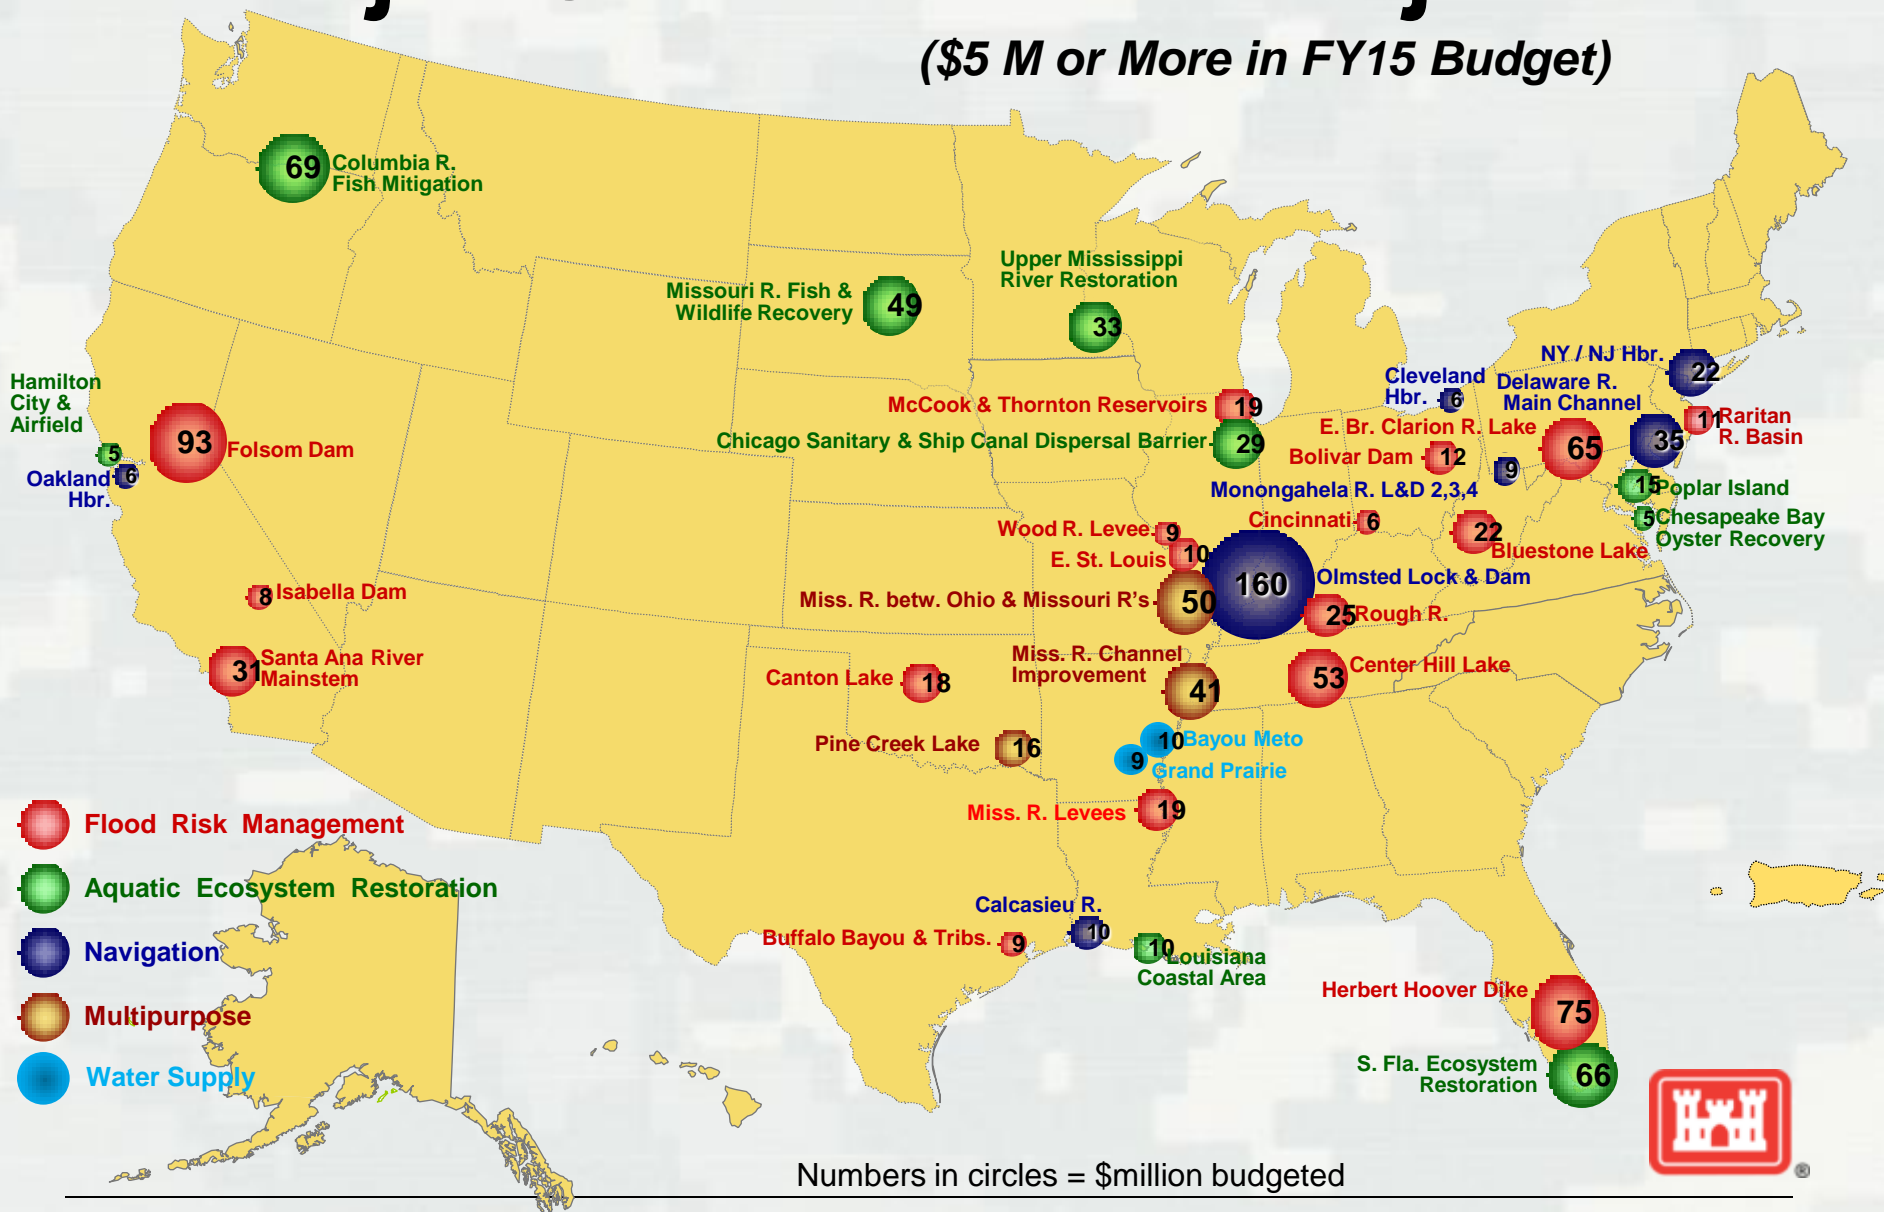 ($5 M or More in FY15 Budget)
69
Columbia R.
Fish Mitigation
Upper Mississippi
River Restoration
33
Missouri R. Fish &
Wildlife Recovery
49
NY / NJ Hbr.
22
Cleveland
Hbr.
6
Delaware R.
Main Channel
35
Hamilton
City &
Airfield
5
McCook & Thornton Reservoirs
19
11
Raritan
R. Basin
93
Folsom Dam
Chicago Sanitary & Ship Canal Dispersal Barrier
29
E. Br. Clarion R. Lake
65
Bolivar Dam
12
Oakland
Hbr.
6
Monongahela R. L&D 2,3,4
9
15
Poplar Island
5
Chesapeake Bay
Oyster Recovery
Wood R. Levee
9
Cincinnati
6
22
Bluestone Lake
E. St. Louis
10
160
Olmsted Lock & Dam
8
Isabella Dam
Miss. R. betw. Ohio & Missouri R's
50
25
Rough R.
31
Santa Ana River
Mainstem
Canton Lake
18
Miss. R. Channel
Improvement
41
53
Center Hill Lake
Pine Creek Lake
16
10
Bayou Meto
9
Grand Prairie
Miss. R. Levees
19
Flood Risk Management
Aquatic Ecosystem Restoration
Navigation
Multipurpose
Water Supply
Calcasieu R.
10
Buffalo Bayou & Tribs.
9
10
Louisiana
Coastal Area
Herbert Hoover Dike
75
S. Fla. Ecosystem
Restoration
66
®
Numbers in circles = $million budgeted